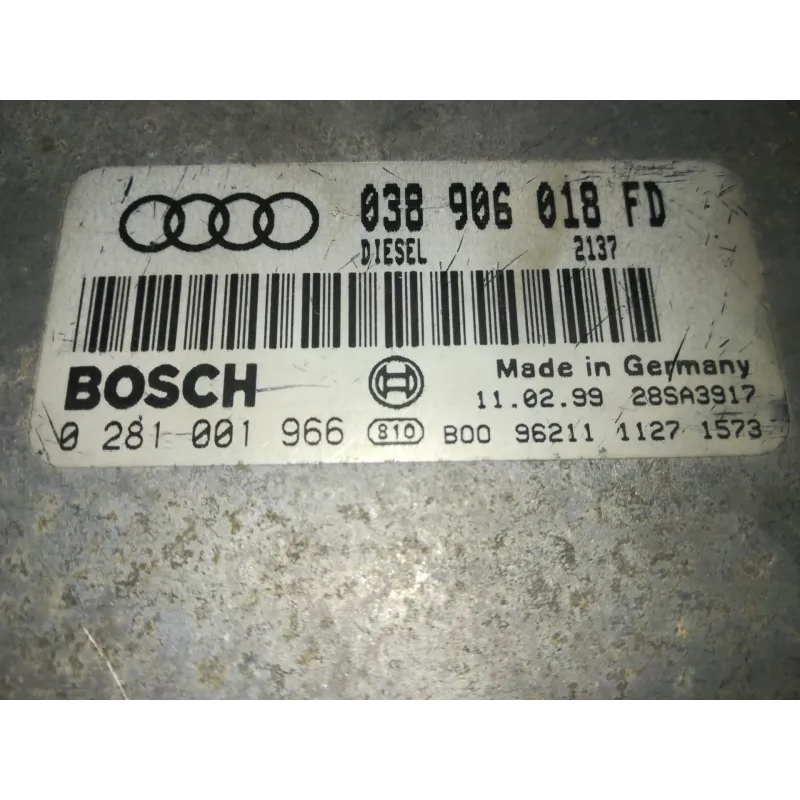 038 906 018 FD
DIESEL 2137
BOSCH
Made in Germany
11.02.99 28SA3917
0 281 001 966 810 B00 96211 1127 1573